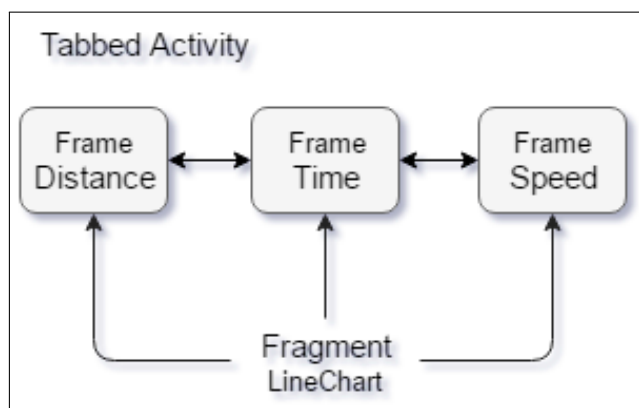 Tabbed Activity
Frame
Distance
Frame
Time
Frame
Speed
Fragment
LineChart